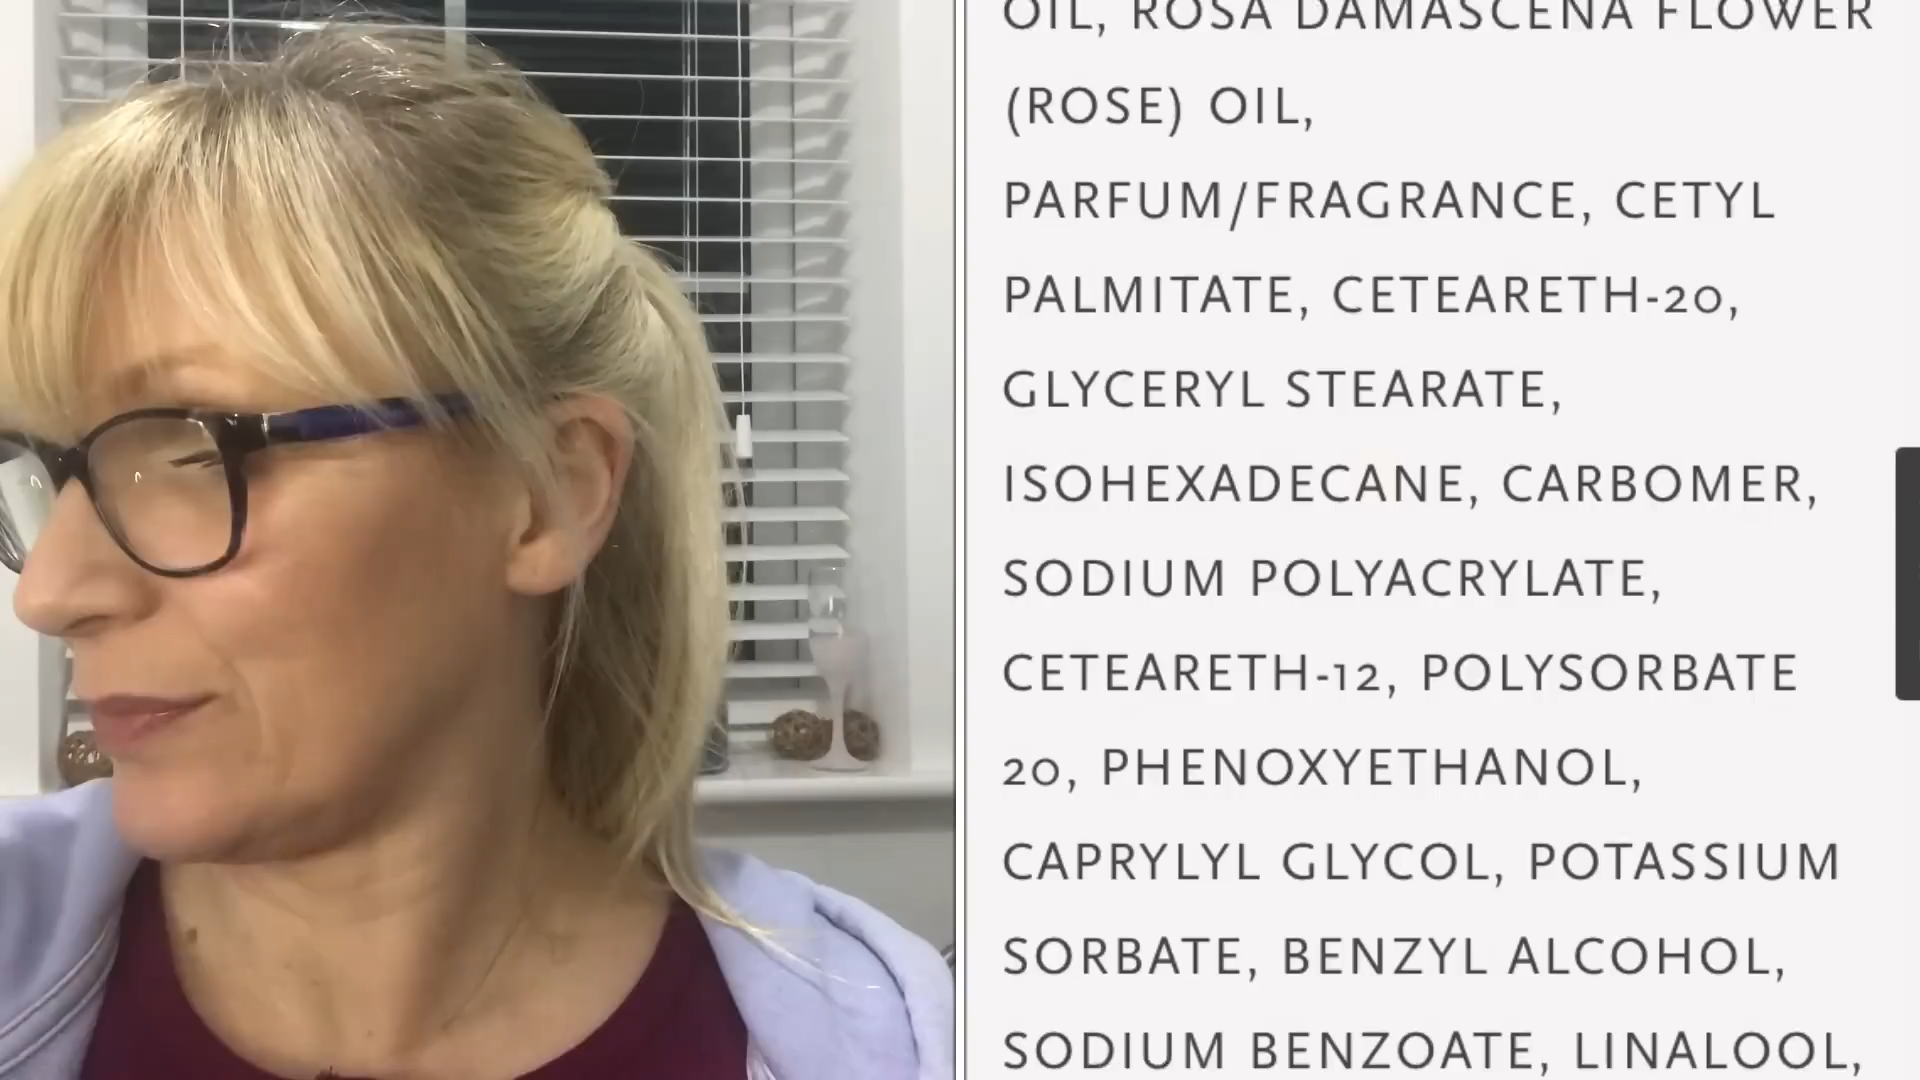 OIL, ROSA DAMASCENA FLOWER
(ROSE) OIL,
PARFUM/FRAGRANCE, CETYL
PALMITATE, CETEARETH-20,
GLYCERYL STEARATE,
ISOHEXADECANE, CARBOMER,
SODIUM POLYACRYLATE,
CETEARETH-12, POLYSORBATE
20, PHENOXYETHANOL,
CAPRYLYL GLYCOL, POTASSIUM
SORBATE, BENZYL ALCOHOL,
SODIUM BENZOATE, LINALOOL,